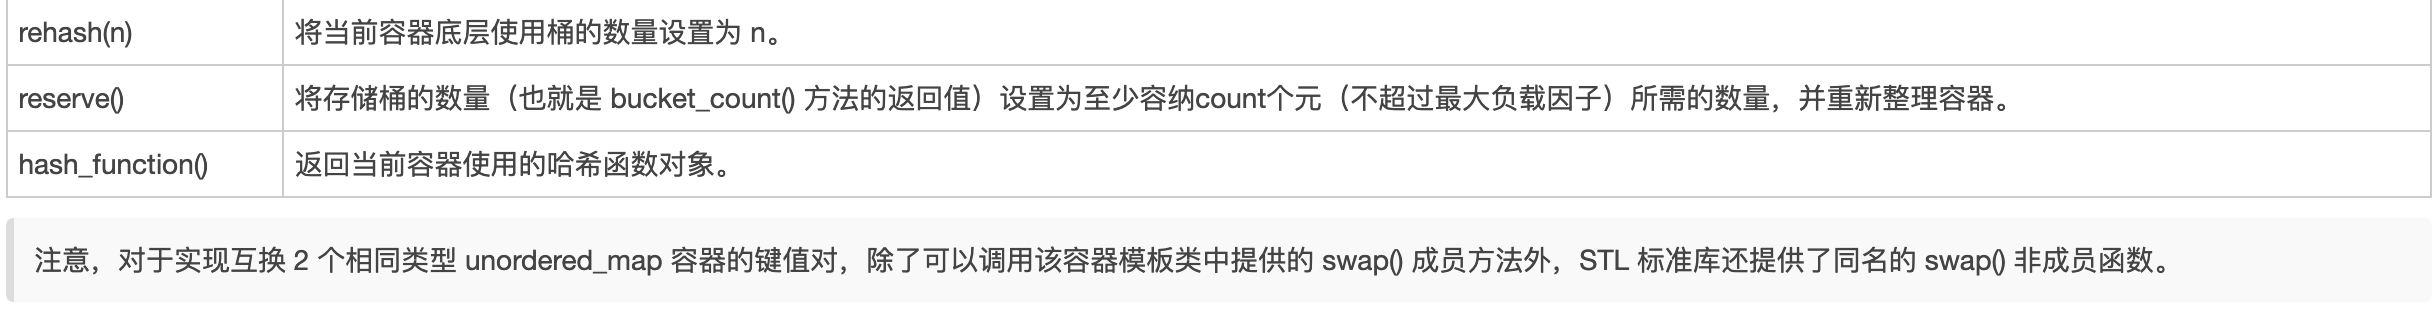 rehash(n) 将当前容器底层使用桶的数量设置为 n。
reserve() 将存储桶的数量（也就是 bucket_count() 方法的返回值）设置为至少容纳count个元（不超过最大负载因子）所需的数量，并重新整理容器。
hash_function() 返回当前容器使用的哈希函数对象。
注意，对于实现互换 2 个相同类型 unordered_map 容器的键值对，除了可以调用该容器模板类中提供的 swap() 成员方法外，STL 标准库还提供了同名的 swap() 非成员函数。